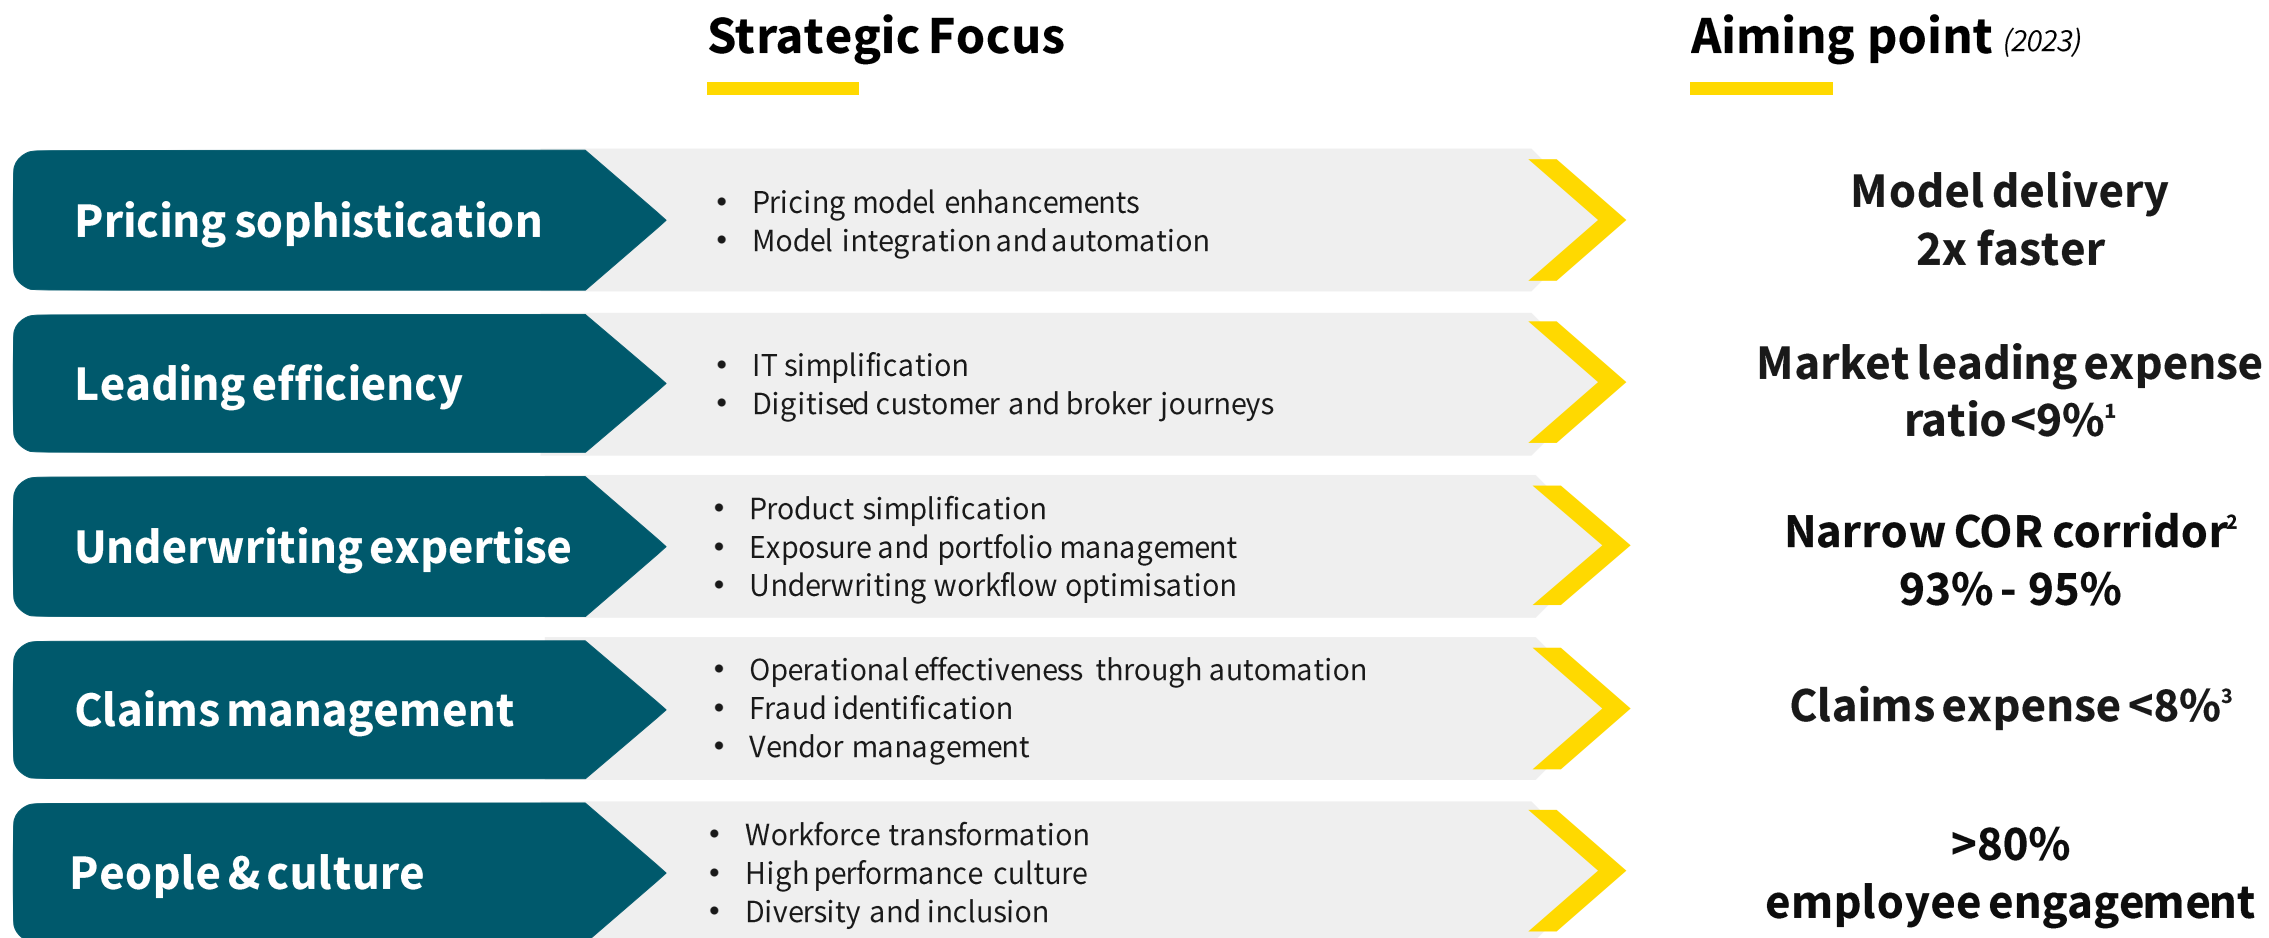 Strategic Focus
Aiming point (2023)
Pricing sophistication
• Pricing model enhancements
• Model integration and automation
Model delivery
2x faster
Leading efficiency
• IT simplification
• Digitised customer and broker journeys
Market leading expense
ratio <9%¹
Underwriting expertise
• Product simplification
• Exposure and portfolio management
• Underwriting workflow optimisation
Narrow COR corridor²
93% - 95%
Claims management
• Operational effectiveness through automation
• Fraud identification
• Vendor management
Claims expense <8%³
People & culture
• Workforce transformation
• High performance culture
• Diversity and inclusion
>80%
employee engagement